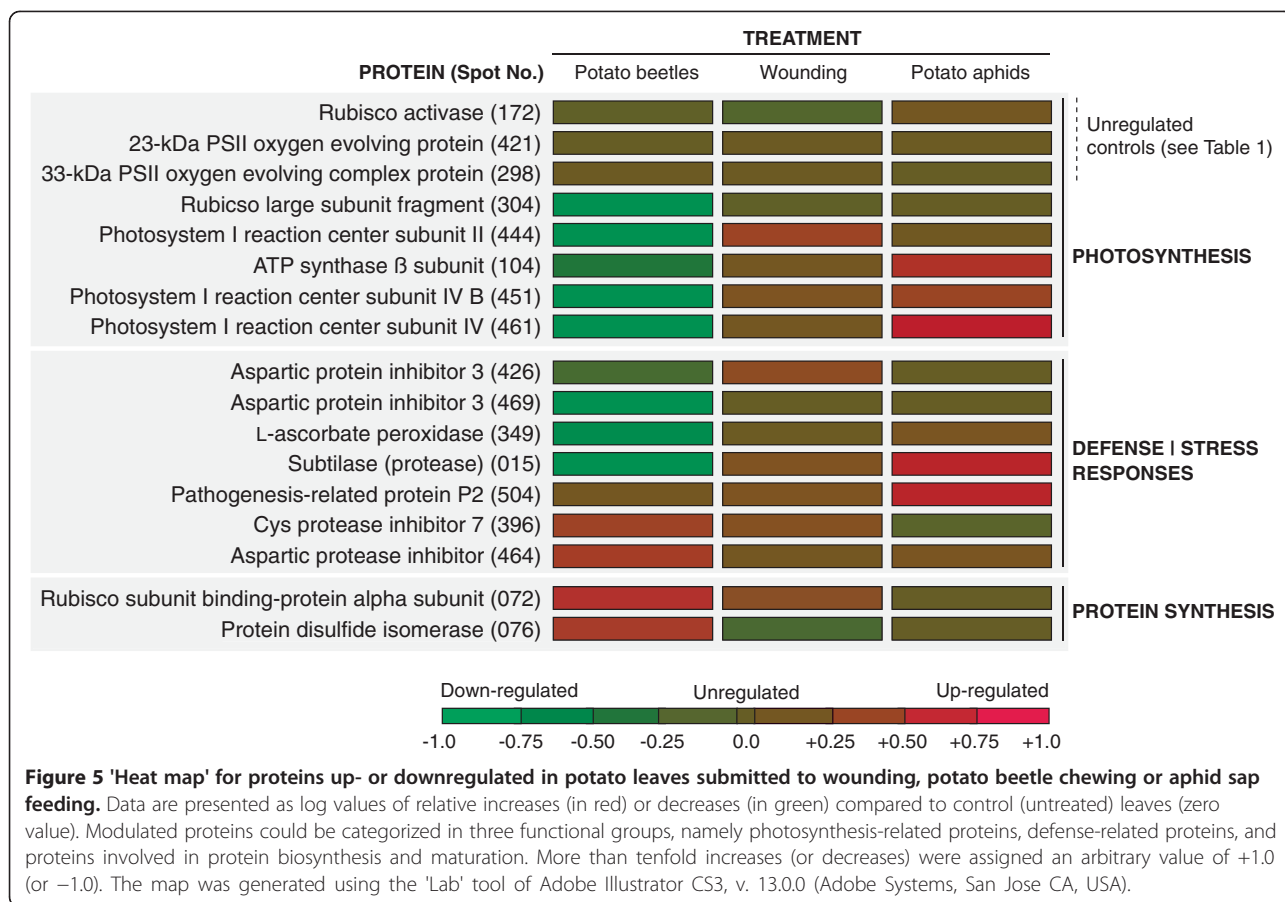 TREATMENT
PROTEIN (Spot No.) Potato beetles Wounding Potato aphids
Rubisco activase (172)
23-kDa PSII oxygen evolving protein (421)
33-kDa PSII oxygen evolving complex protein (298)
Rubicso large subunit fragment (304)
Photosystem I reaction center subunit II (444)
ATP synthase ß subunit (104)
Photosystem I reaction center subunit IV B (451)
Photosystem I reaction center subunit IV (461)
Unregulated
controls (see Table 1)
PHOTOSYNTHESIS
Aspartic protein inhibitor 3 (426)
Aspartic protein inhibitor 3 (469)
L-ascorbate peroxidase (349)
Subtilase (protease) (015)
Pathogenesis-related protein P2 (504)
Cys protease inhibitor 7 (396)
Aspartic protease inhibitor (464)
DEFENSE | STRESS
RESPONSES
Rubisco subunit binding-protein alpha subunit (072)
Protein disulfide isomerase (076)
PROTEIN SYNTHESIS
Down-regulated Unregulated Up-regulated
-1.0 -0.75 -0.50 -0.25 0.0 +0.25 +0.50 +0.75 +1.0
Figure 5 'Heat map' for proteins up- or downregulated in potato leaves submitted to wounding, potato beetle chewing or aphid sap
feeding. Data are presented as log values of relative increases (in red) or decreases (in green) compared to control (untreated) leaves (zero
value). Modulated proteins could be categorized in three functional groups, namely photosynthesis-related proteins, defense-related proteins, and
proteins involved in protein biosynthesis and maturation. More than tenfold increases (or decreases) were assigned an arbitrary value of +1.0
(or −1.0). The map was generated using the 'Lab' tool of Adobe Illustrator CS3, v. 13.0.0 (Adobe Systems, San Jose CA, USA).